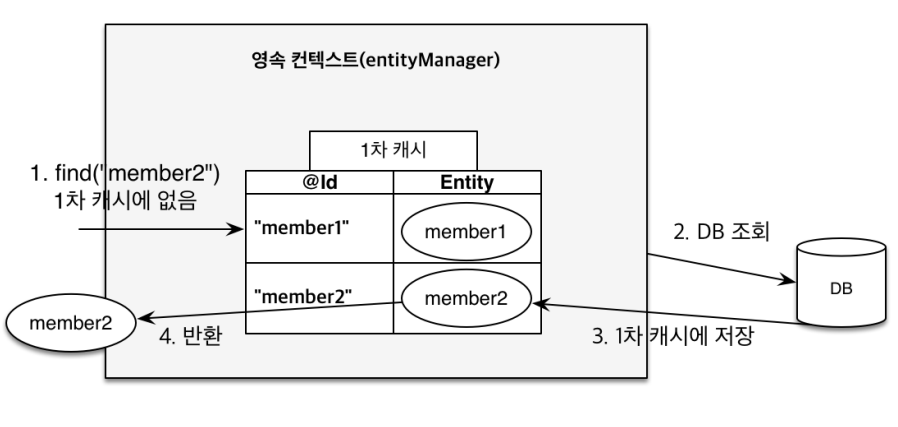 영속 컨텍스트(entityManager)
1차 캐시
1. find("member2")
1차 캐시에 없음
@Id Entity
"member1" member1
2. DB 조회
DB
"member2" member2
member2
4. 반환
3. 1차 캐시에 저장